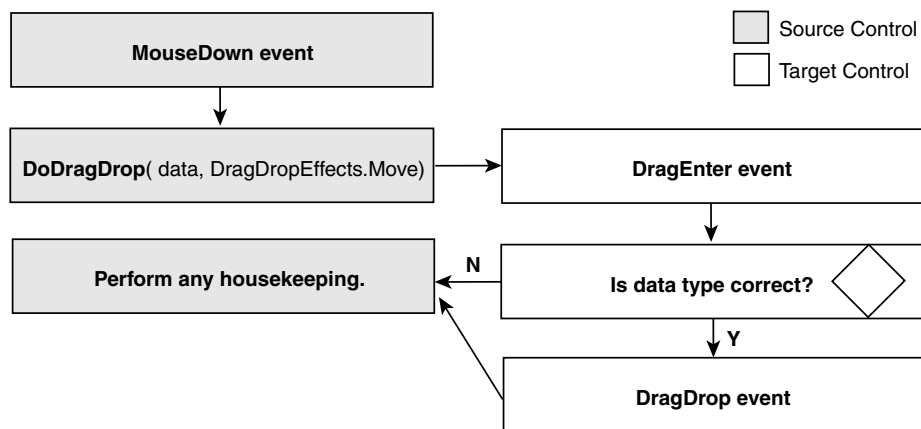 MouseDown event
Source Control
Target Control
DoDragDrop( data, DragDropEffects.Move)
DragEnter event
Perform any housekeeping.
N
Is data type correct?
Y
DragDrop event